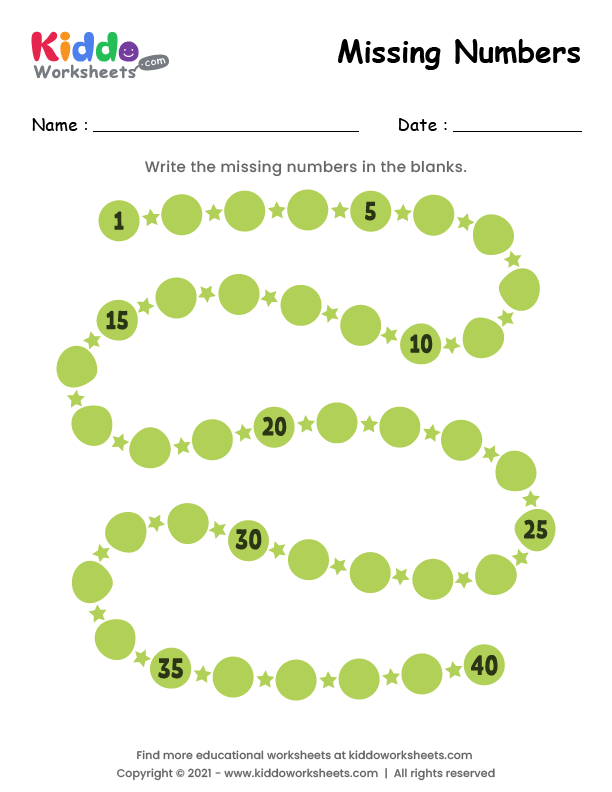 Kiddo
Worksheets.com
Missing Numbers
Name :
Date :
Write the missing numbers in the blanks.
1
5
10
15
20
25
30
35
40
Find more educational worksheets at kiddoworksheets.com
Copyright © 2021 - www.kiddoworksheets.com | All rights reserved